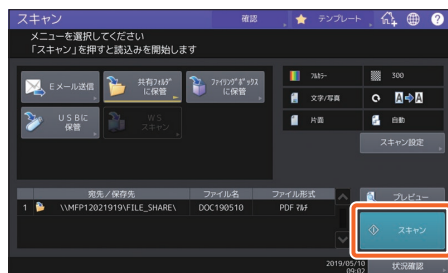 スキャン 確認 テンプレート
メニューを選択してください
「スキャン」を押すと読込みを開始します
Eメール送信
共有フォルダ
に保管
ファイリングボックス
に保管
USBに
保管
WS
スキャン
フルカラー 300
文字/写真 A A
片面 自動
スキャン設定
宛先/保存先 ファイル名 ファイル形式
1 \\MFP12021919\FILE_SHARE\ DOC190510 PDF マルチ
プレビュー
スキャン
2019/05/10
09:02
状況確認